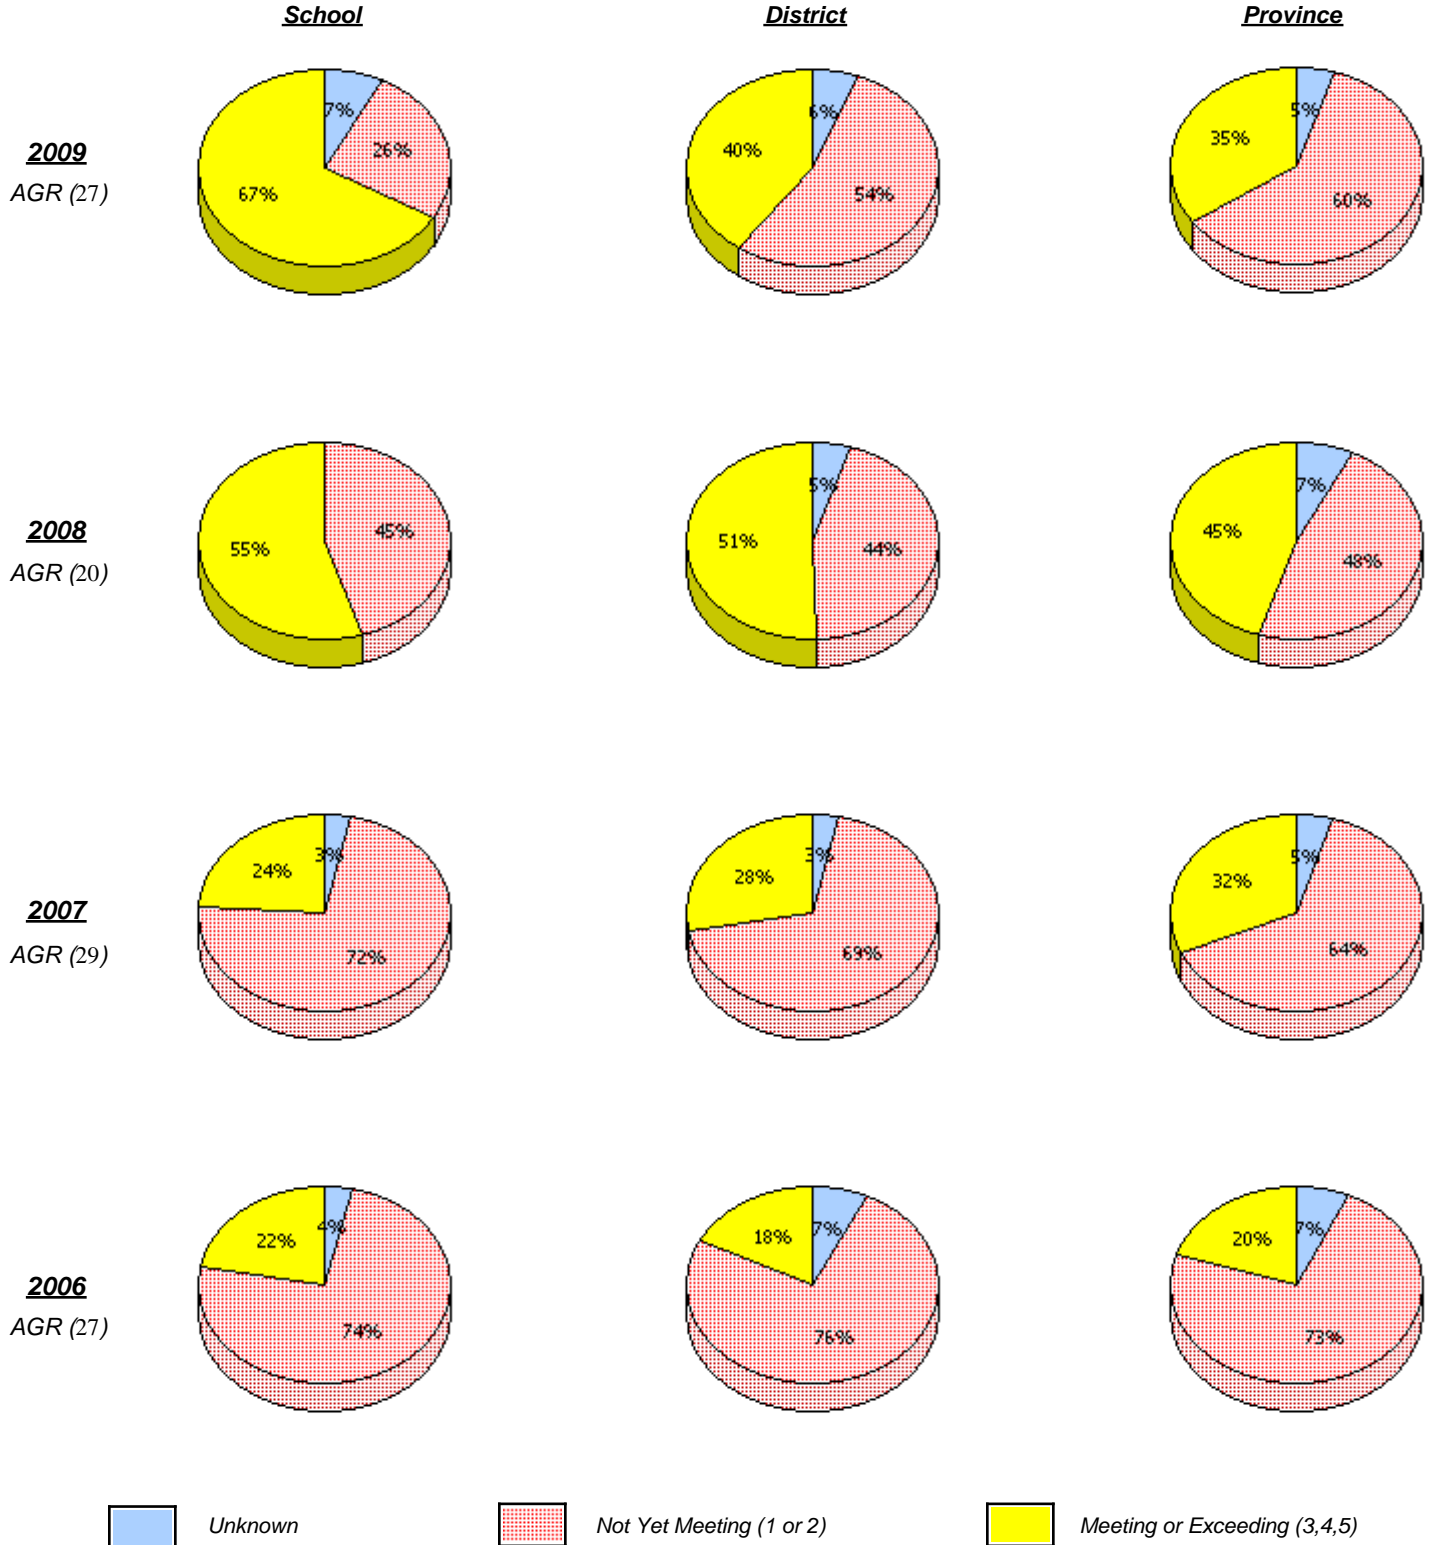 School District Province
7% 6% 5%
2009 26% 40% 54% 35% 60%
AGR (27) 67%
5% 7%
2008 55% 45% 51% 44% 45% 48%
AGR (20)
3% 3% 5%
24% 28% 32%
2007
AGR (29) 72% 69% 64%
4% 7% 7%
22% 18% 20%
2006
AGR (27) 74% 76% 73%
Unknown Not Yet Meeting (1 or 2) Meeting or Exceeding (3,4,5)